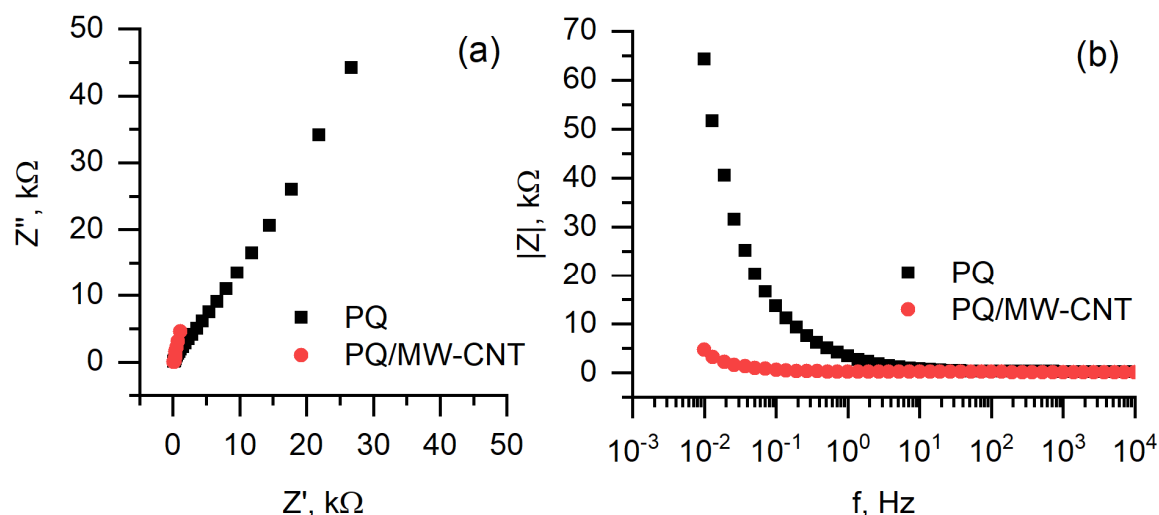 (a)
50
40
30
20
10
0
Z'', kΩ
PQ
PQ/MW-CNT
0 10 20 30 40 50
Z', kΩ
(b)
70
60
50
40
30
20
10
0
|Z|, kΩ
PQ
PQ/MW-CNT
10⁻³ 10⁻² 10⁻¹ 10⁰ 10¹ 10² 10³ 10⁴
f, Hz